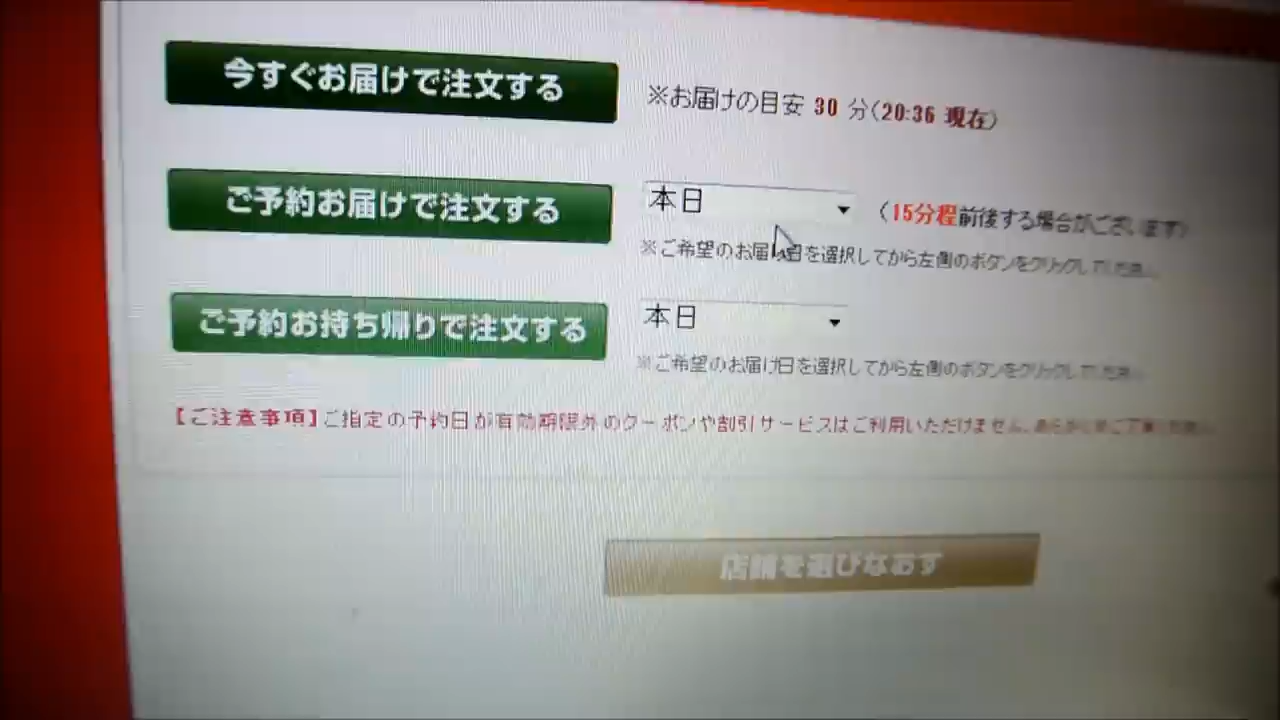 今すぐお届けで注文する
※お届けの目安 30 分(20:36 現在)
ご予約お届けで注文する
本日
(15分程前後する場合がございます)
※ご希望のお届け日を選択してから左側のボタンをクリックして
ご予約お持ち帰りで注文する
本日
※ご希望のお届け日を選択してから左側のボタンをクリックして
【ご注意事項】ご指定の予約日が有効期限外のクーポンや割引サービスはご利用いただけません。
店舗を選びなおす